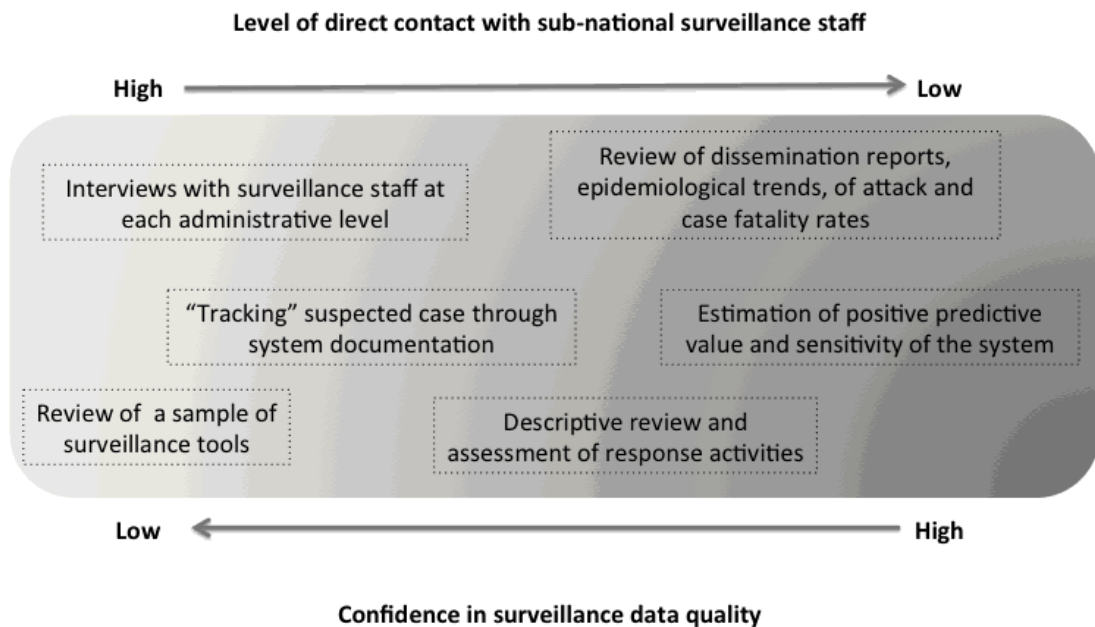 Level of direct contact with sub-national surveillance staff
High
Low
Interviews with surveillance staff at
each administrative level
Review of dissemination reports,
epidemiological trends, of attack and
case fatality rates
“Tracking” suspected case through
system documentation
Estimation of positive predictive
value and sensitivity of the system
Review of a sample of
surveillance tools
Descriptive review and
assessment of response activities
Low
High
Confidence in surveillance data quality